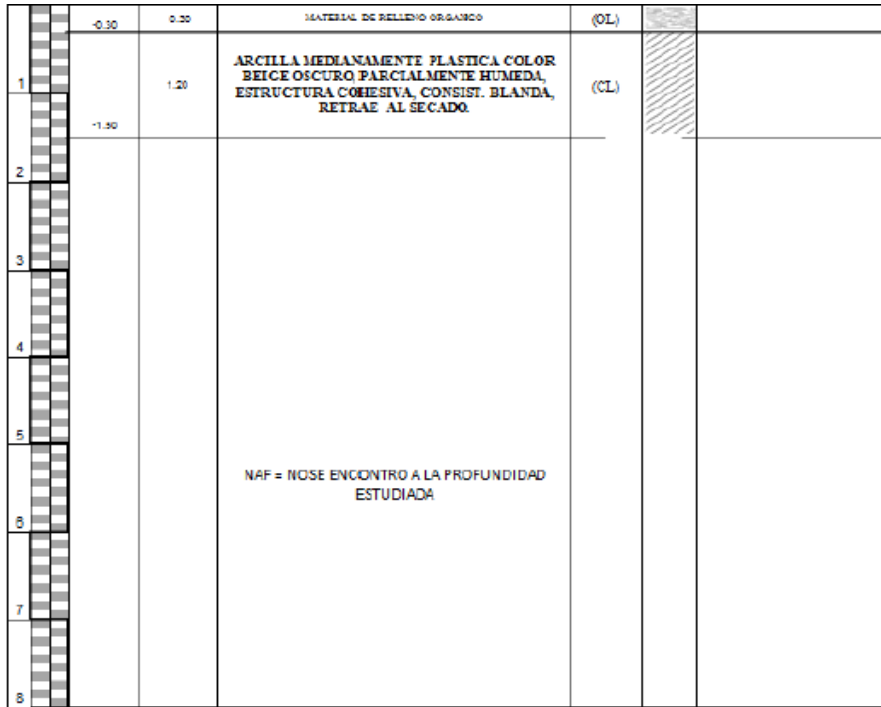 -0.30 0.30 MATERIAL DE RELLENO ORGANICO (OL)
ARCILLA MEDIANAMENTE PLASTICA COLOR
BEIGE OSCURO, PARCIALMENTE HUMEDA,
1 1.20 ESTRUCTURA COHESIVA, CONSIST. BLANDA, (CL)
RETRAE AL SECADO.
-1.50
2
3
4
5
NAF = NO SE ENCONTRO A LA PROFUNDIDAD
ESTUDIADA
6
7
8